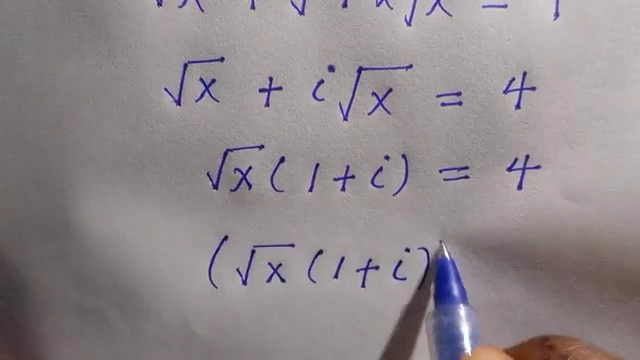 √x + i√x = 4
√x(1+i) = 4
(√x(1+i)